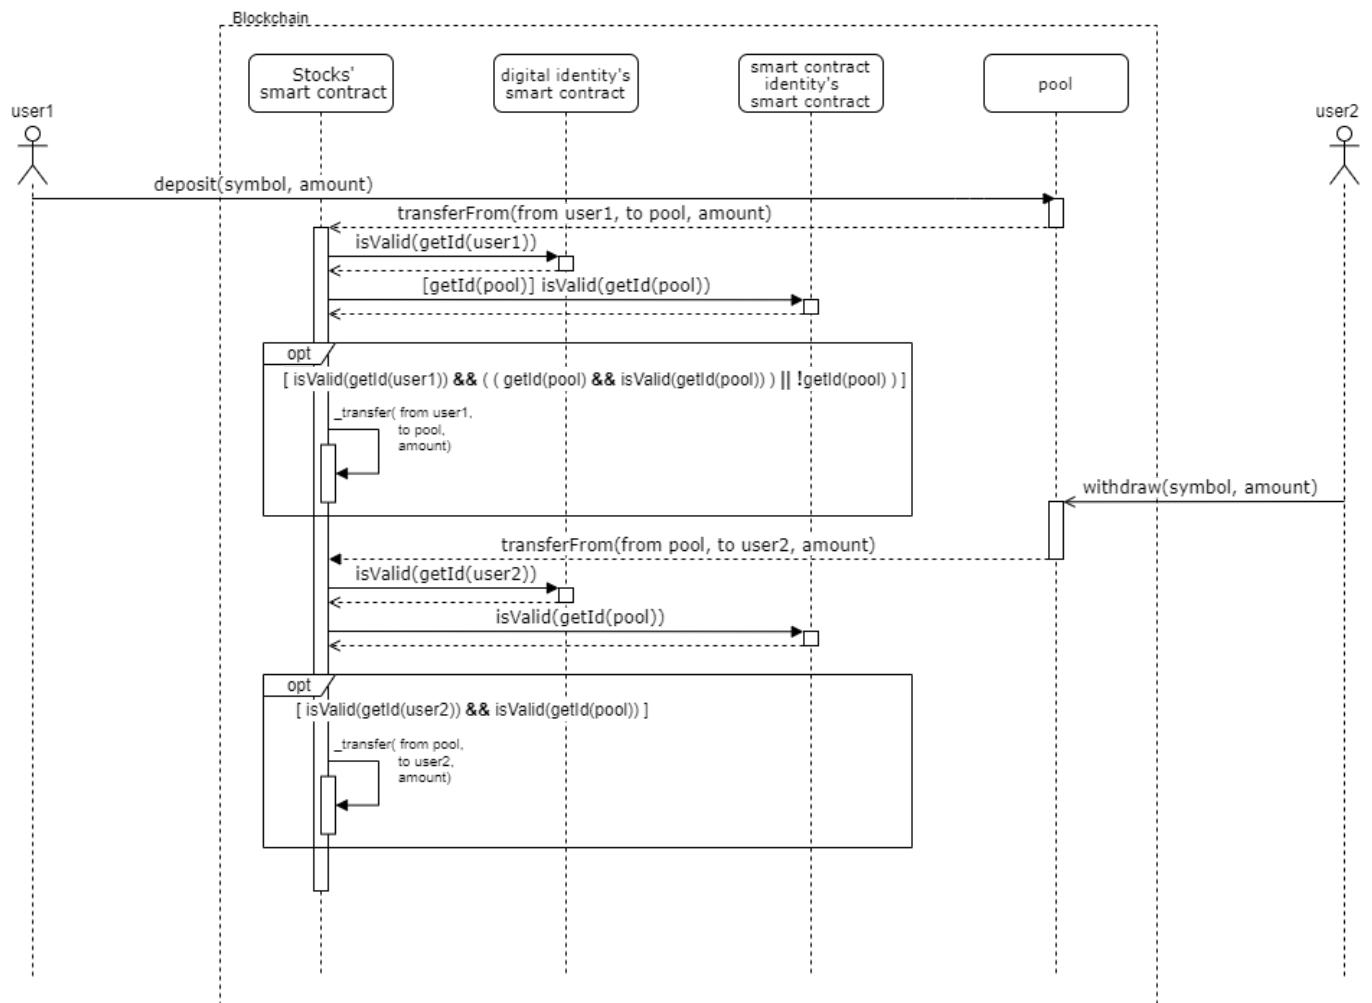 Blockchain
Stocks'
smart contract
digital identity's
smart contract
smart contract
identity's
smart contract
pool
user1
user2
deposit(symbol, amount)
transferFrom(from user1, to pool, amount)
isValid(getId(user1))
[getId(pool)] isValid(getId(pool))
opt
[ isValid(getId(user1)) && ( ( getId(pool) && isValid(getId(pool)) ) || !getId(pool) ) ]
_transfer( from user1,
to pool,
amount)
withdraw(symbol, amount)
transferFrom(from pool, to user2, amount)
isValid(getId(user2))
isValid(getId(pool))
opt
[ isValid(getId(user2)) && isValid(getId(pool)) ]
_transfer( from pool,
to user2,
amount)